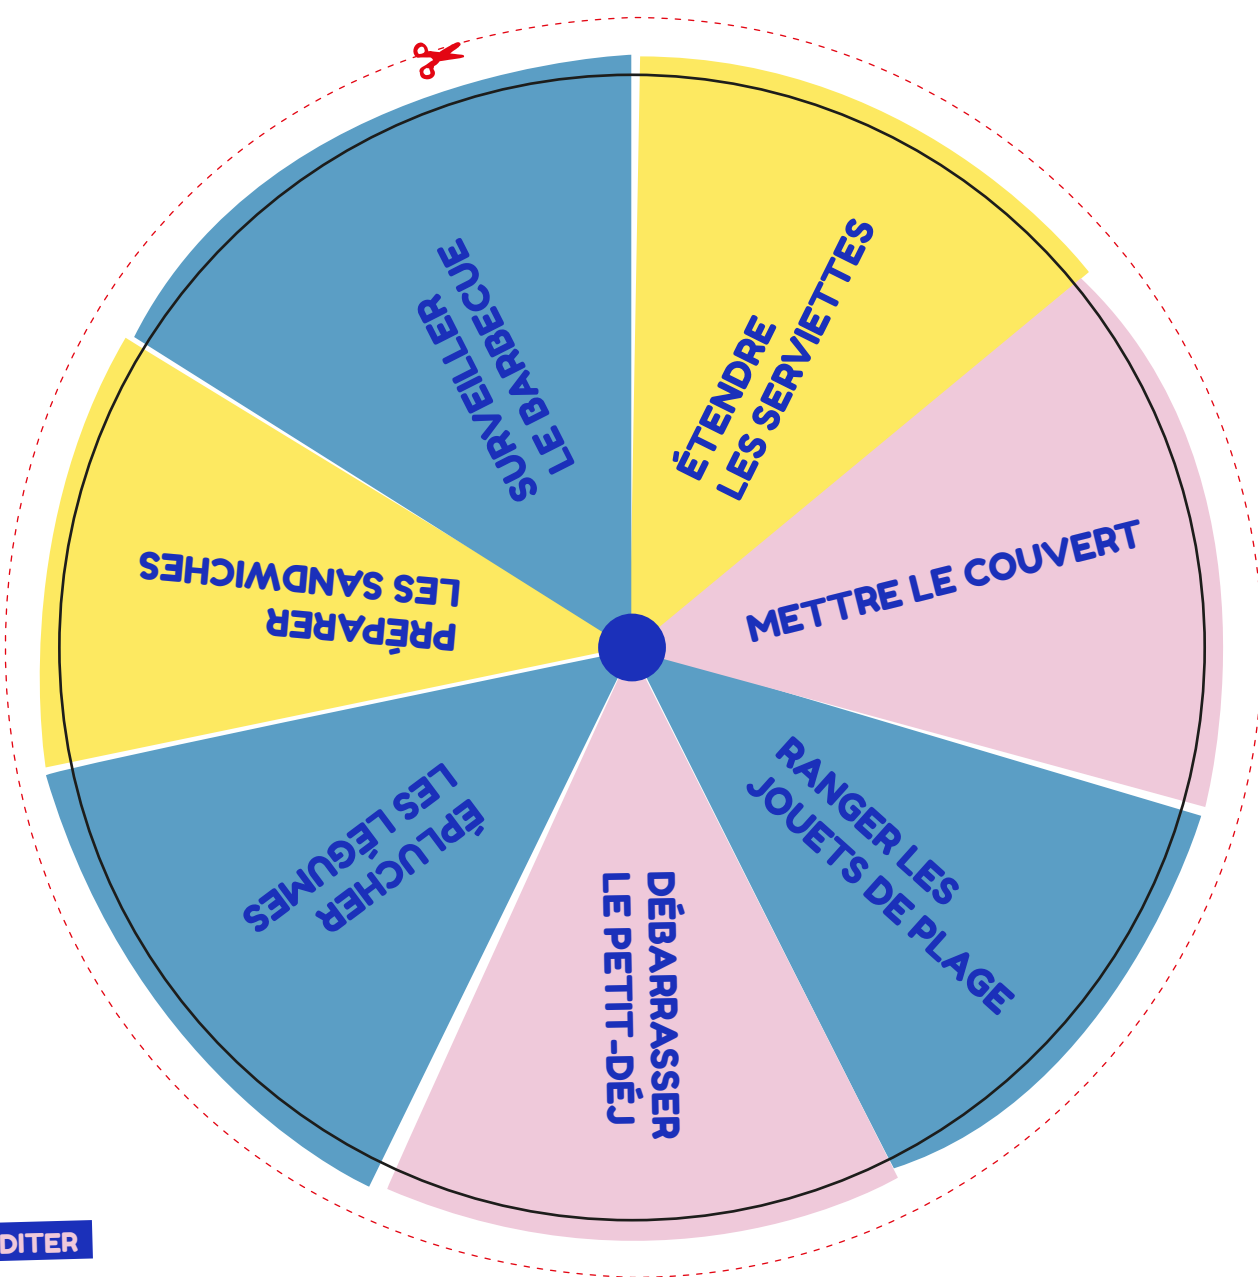 ÉTENDRE
LES SERVIETTES
METTRE LE COUVERT
RANGER LES
JOUETS DE PLAGE
DÉBARRASSER
LE PETIT-DÉJ
ÉPLUCHER
LES LÉGUMES
PRÉPARER
LES SANDWICHES
SURVEILLER
LE BARBECUE
DITER